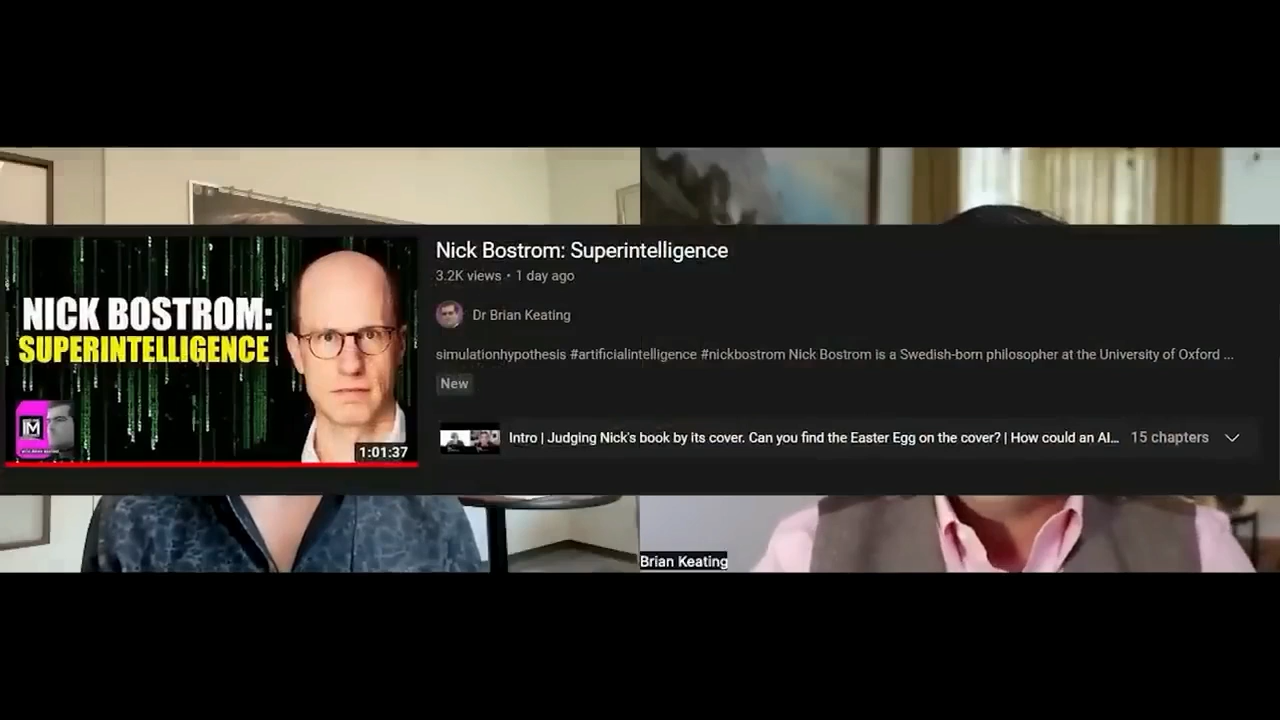 NICK BOSTROM:
SUPERINTELLIGENCE
IM
1:01:37
Nick Bostrom: Superintelligence
3.2K views • 1 day ago
Dr Brian Keating
simulationhypothesis #artificialintelligence #nickbostrom Nick Bostrom is a Swedish-born philosopher at the University of Oxford ...
New
Intro | Judging Nick's book by its cover. Can you find the Easter Egg on the cover? | How could an AI... 15 chapters
Brian Keating